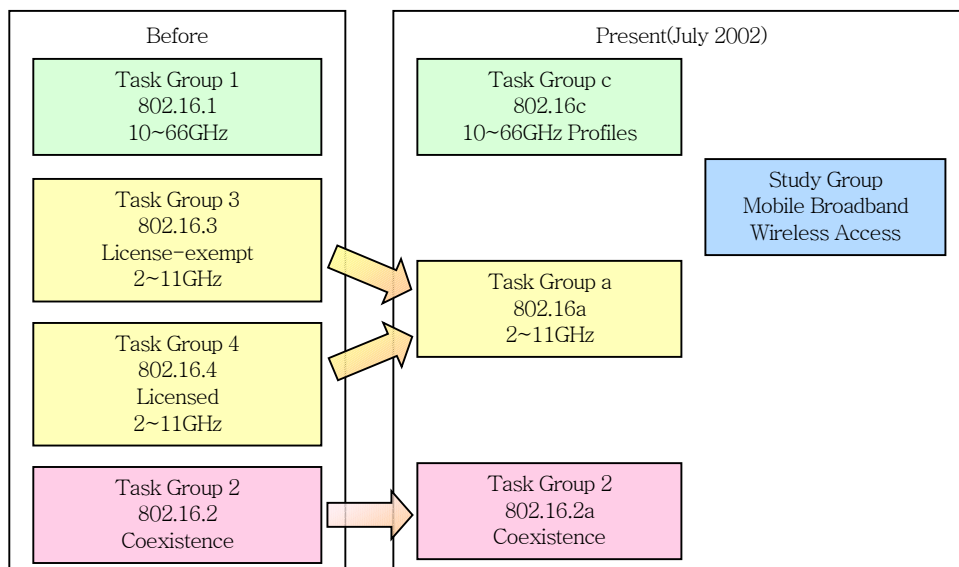 Before
Task Group 1
802.16.1
10~66GHz
Task Group 3
802.16.3
License-exempt
2~11GHz
Task Group 4
802.16.4
Licensed
2~11GHz
Task Group 2
802.16.2
Coexistence
Present(July 2002)
Task Group c
802.16c
10~66GHz Profiles
Study Group
Mobile Broadband
Wireless Access
Task Group a
802.16a
2~11GHz
Task Group 2
802.16.2a
Coexistence